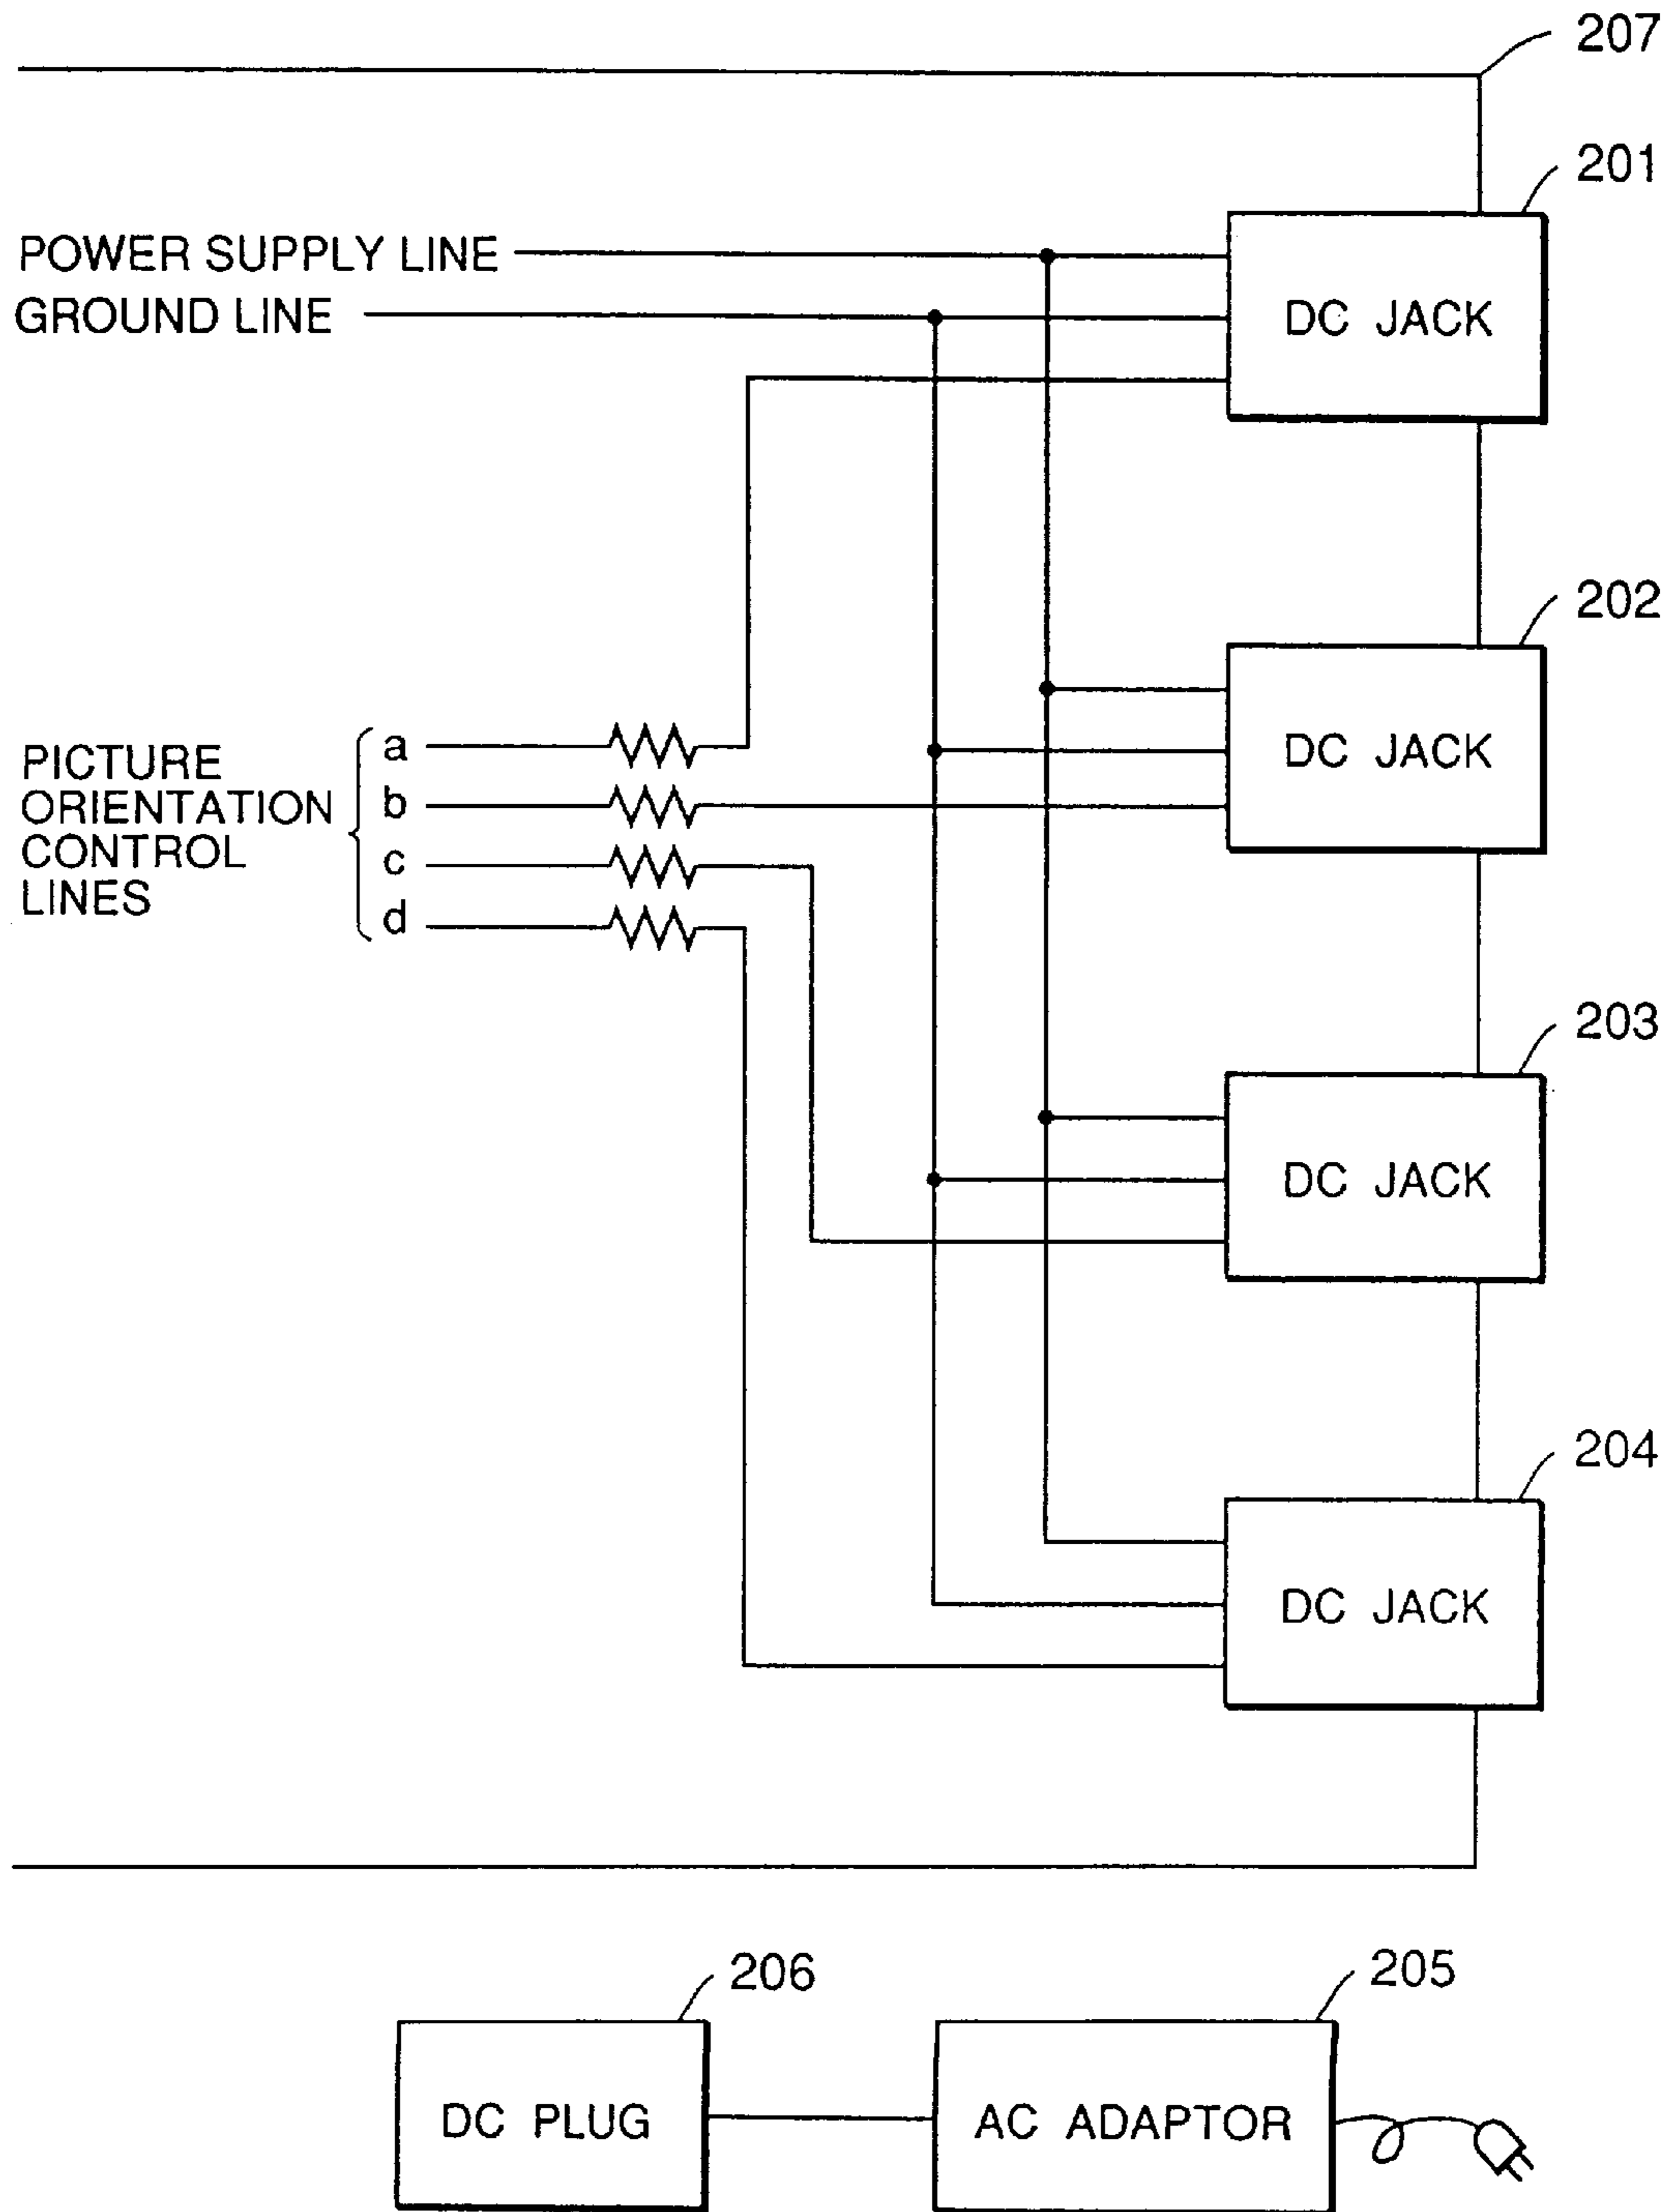 207
201
POWER SUPPLY LINE
GROUND LINE
DC JACK
202
DC JACK
PICTURE
ORIENTATION
CONTROL
LINES
a
b
c
d
203
DC JACK
204
DC JACK
206
205
DC PLUG
AC ADAPTOR